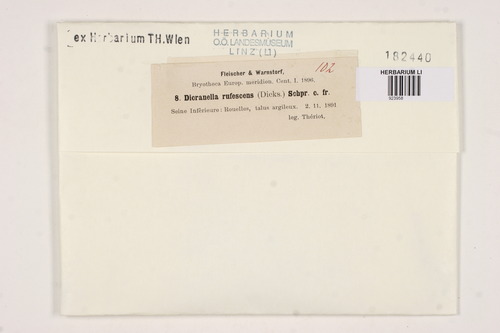 ex Herbarium TH.Wien
HERBARIUM
O.Ö. LANDESMUSEUM
LINZ (LI)
182440
HERBARIUM LI
Fleischer & Warnstorf,
102
Bryotheca Europ. meridion. Cent. I. 1896.
8. Dicranella rufescens (Dicks.) Schpr. c. fr.
Seine Inférieure: Rouelles, talus argileux. 2. 11. 1891
leg. Thériot.